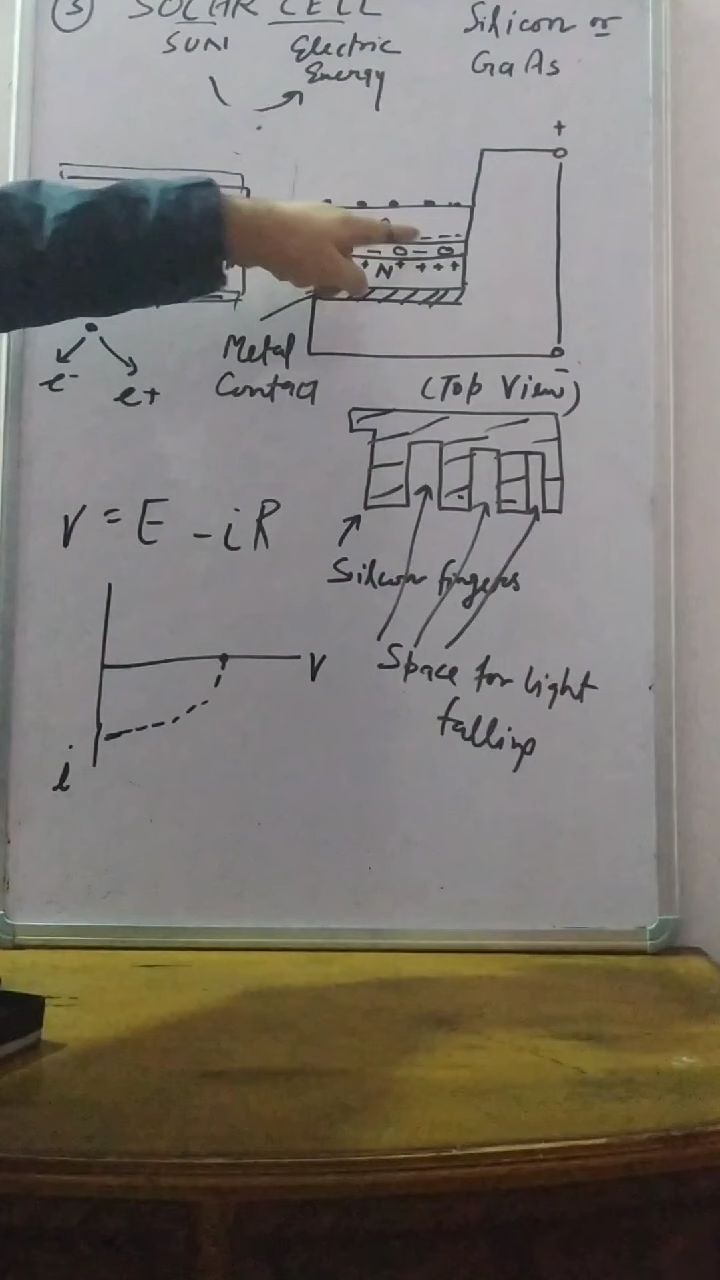 (3) SOLAR CELL
SUN
Electric
Energy
Silicon or
GaAs
+
- - -
- O - O
+ N + + + +
-
Metal
Contact
e-
e+
(Top View)
V = E - iR
Silicon fingers
Space for light
falling
V
i